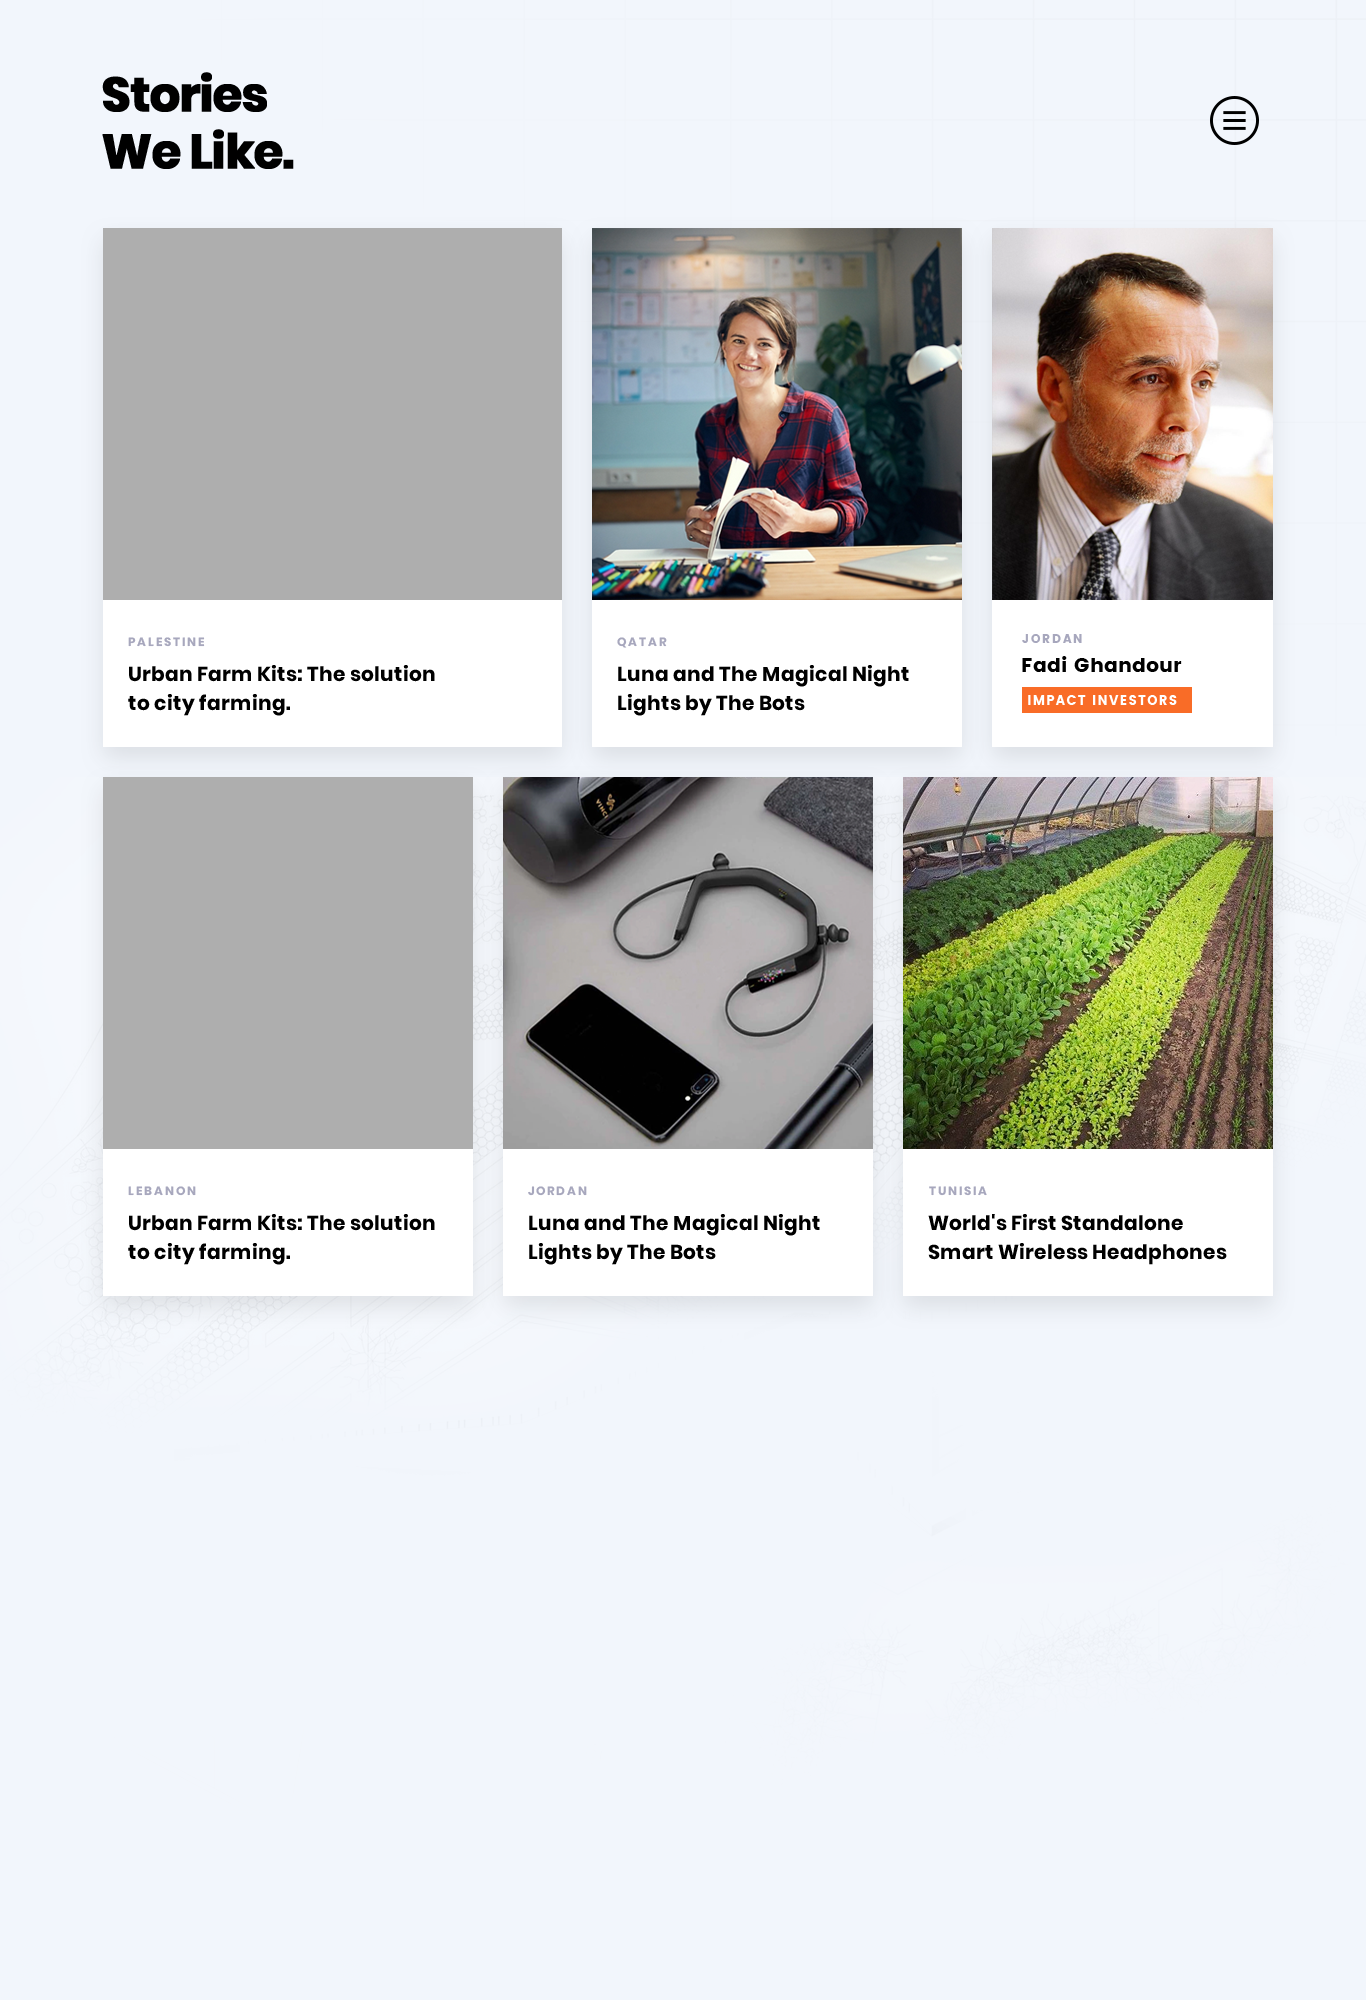 Stories
We Like.
PALESTINE
Urban Farm Kits: The solution
to city farming.
QATAR
Luna and The Magical Night
Lights by The Bots
JORDAN
Fadi Ghandour
IMPACT INVESTORS
LEBANON
Urban Farm Kits: The solution
to city farming.
JORDAN
Luna and The Magical Night
Lights by The Bots
TUNISIA
World's First Standalone
Smart Wireless Headphones